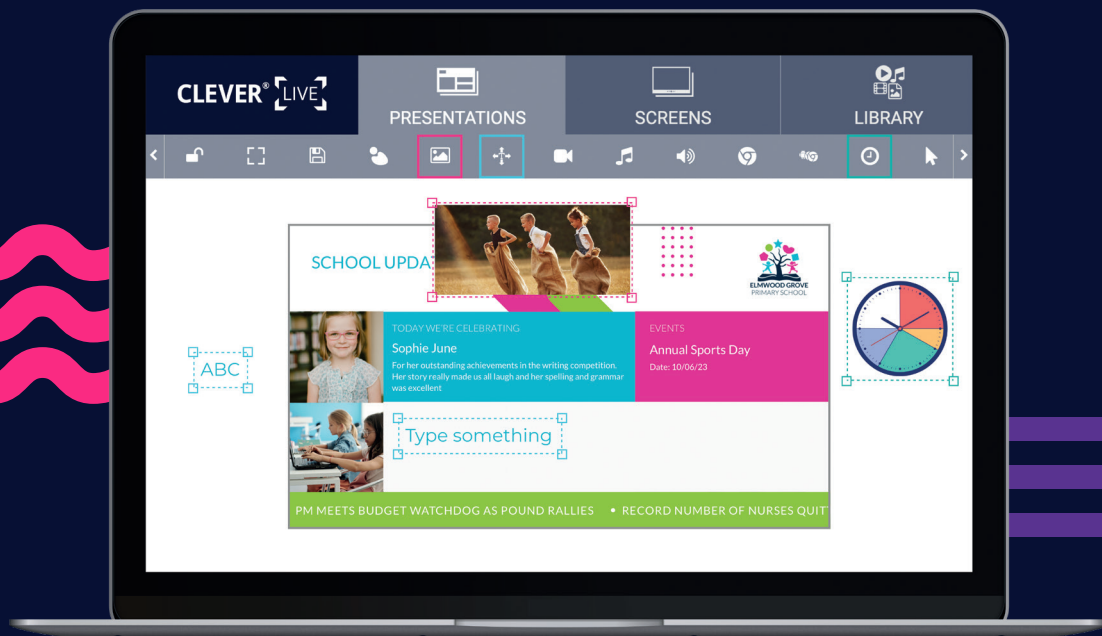 CLEVER® LIVE
PRESENTATIONS
SCREENS
LIBRARY
SCHOOL UPDA
ELMWOOD GROVE
PRIMARY SCHOOL
TODAY WE'RE CELEBRATING
Sophie June
For her outstanding achievements in the writing competition.
Her story really made us all laugh and her spelling and grammar
was excellent
EVENTS
Annual Sports Day
Date: 10/06/23
ABC
Type something
PM MEETS BUDGET WATCHDOG AS POUND RALLIES • RECORD NUMBER OF NURSES QUIT